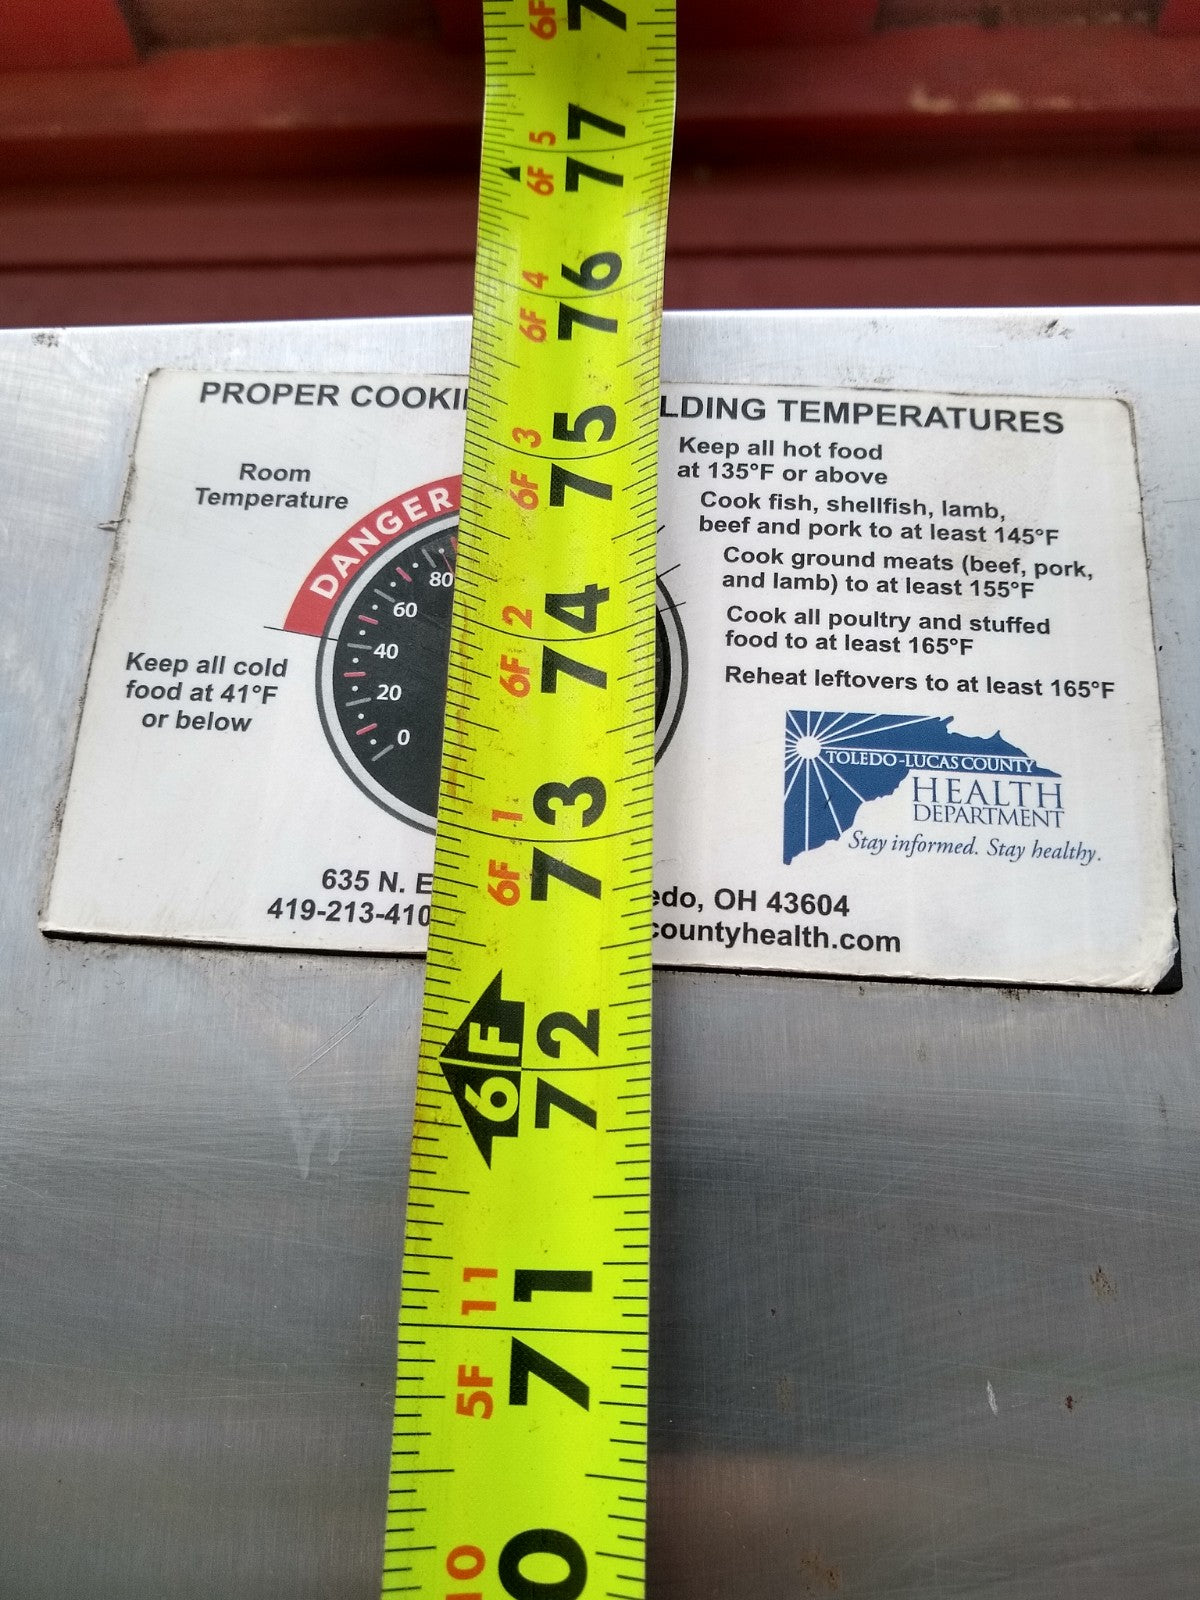 6F 7
5
6F 77
4
6F 76
3
6F 75
2
6F 74
1
6F 73
6F 72
11
5F 71
10 0
PROPER COOKI
LDING TEMPERATURES
Room
Temperature
DANGER
80
60
40
20
0
Keep all cold
food at 41°F
or below
Keep all hot food
at 135°F or above
Cook fish, shellfish, lamb,
beef and pork to at least 145°F
Cook ground meats (beef, pork,
and lamb) to at least 155°F
Cook all poultry and stuffed
food to at least 165°F
Reheat leftovers to at least 165°F
TOLEDO-LUCAS COUNTY
HEALTH
DEPARTMENT
Stay informed. Stay healthy.
635 N. E
edo, OH 43604
419-213-410
countyhealth.com